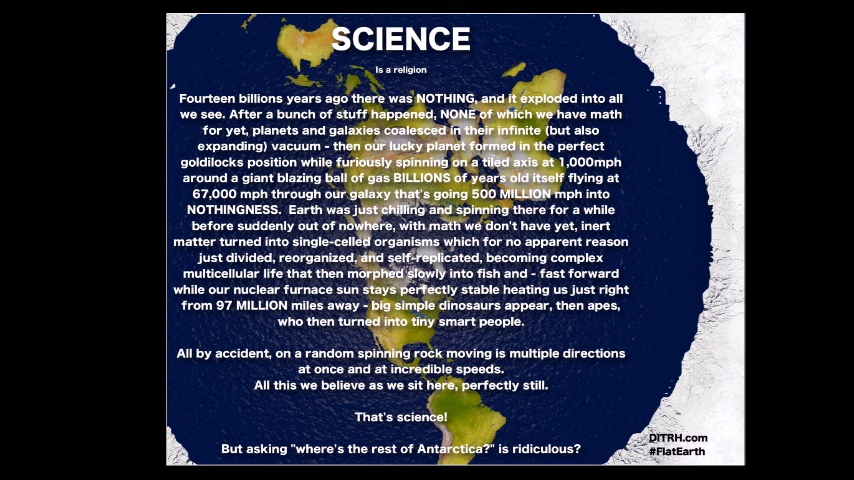 SCIENCE
Is a religion
Fourteen billions years ago there was NOTHING, and it exploded into all
we see. After a bunch of stuff happened, NONE of which we have math
for yet, planets and galaxies coalesced in their infinite (but also
expanding) vacuum - then our lucky planet formed in the perfect
goldilocks position while furiously spinning on a tiled axis at 1,000mph
around a giant blazing ball of gas BILLIONS of years old itself flying at
67,000 mph through our galaxy that's going 500 MILLION mph into
NOTHINGNESS. Earth was just chilling and spinning there for a while
before suddenly out of nowhere, with math we don't have yet, inert
matter turned into single-celled organisms which for no apparent reason
just divided, reorganized, and self-replicated, becoming complex
multicellular life that then morphed slowly into fish and - fast forward
while our nuclear furnace sun stays perfectly stable heating us just right
from 97 MILLION miles away - big simple dinosaurs appear, then apes,
who then turned into tiny smart people.
All by accident, on a random spinning rock moving is multiple directions
at once and at incredible speeds.
All this we believe as we sit here, perfectly still.
That's science!
But asking "where's the rest of Antarctica?" is ridiculous?
DITRH.com
#FlatEarth